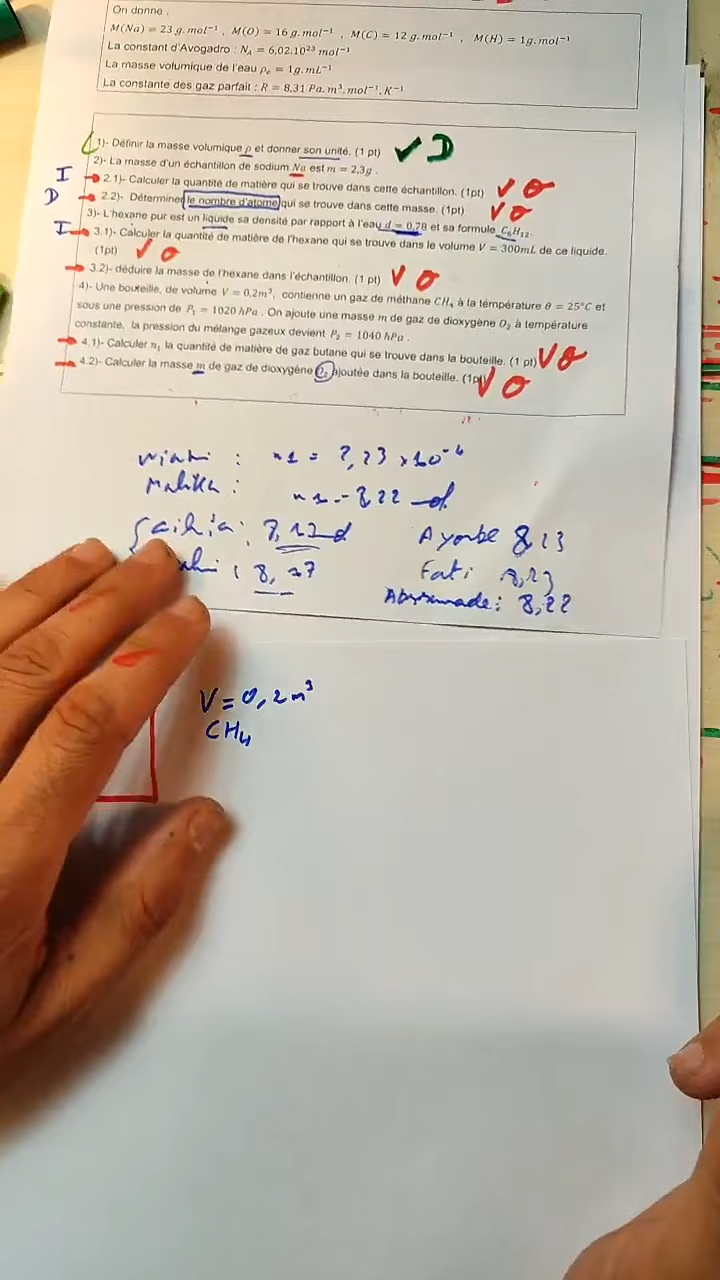 On donne :
M(Na) = 23 g.mol⁻¹ , M(O) = 16 g.mol⁻¹ , M(C) = 12 g.mol⁻¹ , M(H) = 1g.mol⁻¹
La constant d'Avogadro : N_A = 6,02.10²³ mol⁻¹
La masse volumique de l'eau ρₑ = 1g.mL⁻¹
La constante des gaz parfait : R = 8,31 Pa.m³.mol⁻¹.K⁻¹
1)- Définir la masse volumique ρ et donner son unité. (1 pt) D
2)- La masse d'un échantillon de sodium Na est m = 2,3g .
I 2.1)- Calculer la quantité de matière qui se trouve dans cette échantillon. (1pt)
D 2.2)- Déterminer le nombre d'atome qui se trouve dans cette masse. (1pt)
3)- L'hexane pur est un liquide sa densité par rapport à l'eau d = 0,78 et sa formule C₆H₁₂.
I 3.1)- Calculer la quantité de matière de l'hexane qui se trouve dans le volume V = 300mL de ce liquide.
(1pt)
3.2)- déduire la masse de l'hexane dans l'échantillon. (1 pt)
4)- Une bouteille, de volume V = 0,2m³, contienne un gaz de méthane CH₄ à la température θ = 25°C et
sous une pression de P₁ = 1020 hPa . On ajoute une masse m de gaz de dioxygène O₂ à température
constante, la pression du mélange gazeux devient P₂ = 1040 hPa .
4.1)- Calculer n₁ la quantité de matière de gaz butane qui se trouve dans la bouteille. (1 pt)
4.2)- Calculer la masse m de gaz de dioxygène O₂ ajoutée dans la bouteille. (1pt)
Malika :
8,22
Ayoube 8,23
Fati 8,23
8,22
V = 0,2 m³
CH₄